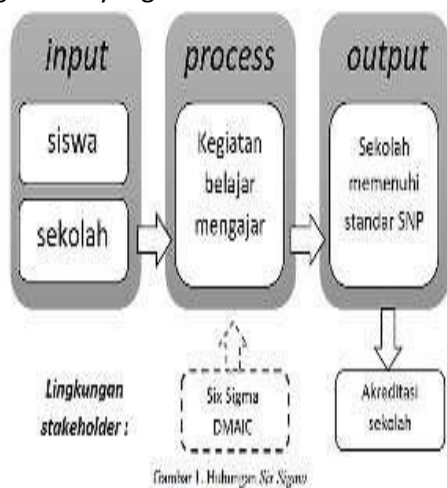 input
process
output
siswa
sekolah
Kegiatan
belajar
mengajar
Sekolah
memenuhi
standar SNP
Lingkungan
stakeholder :
Six Sigma
DMAIC
Akreditasi
sekolah
Gambar 1. Hubungan Six Sigma